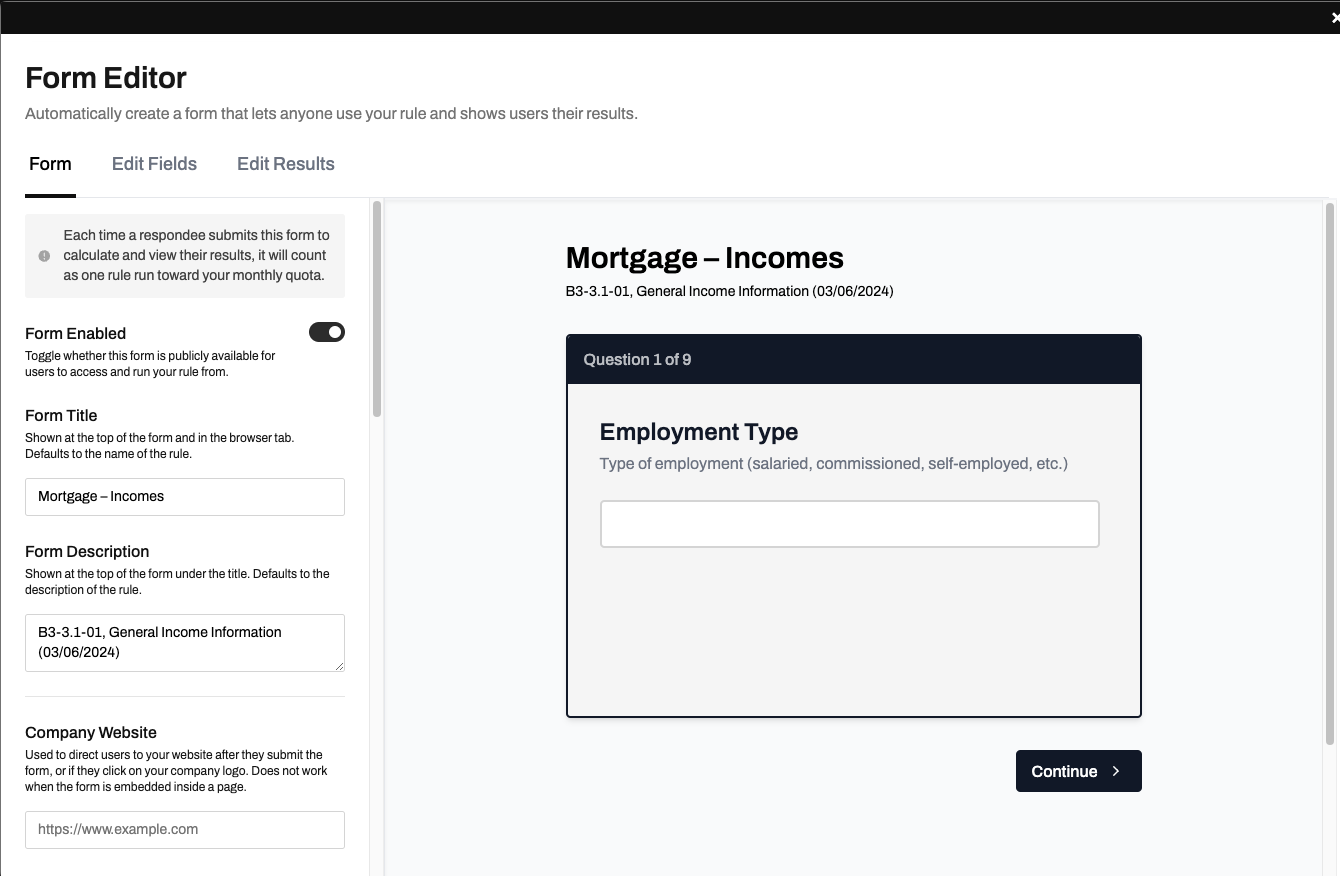 Form Editor
Automatically create a form that lets anyone use your rule and shows users their results.
Form
Edit Fields
Edit Results
Each time a respondee submits this form to
calculate and view their results, it will count
as one rule run toward your monthly quota.
Form Enabled
Toggle whether this form is publicly available for
users to access and run your rule from.
Form Title
Shown at the top of the form and in the browser tab.
Defaults to the name of the rule.
Mortgage – Incomes
Form Description
Shown at the top of the form under the title. Defaults to the
description of the rule.
B3-3.1-01, General Income Information
(03/06/2024)
Company Website
Used to direct users to your website after they submit the
form, or if they click on your company logo. Does not work
when the form is embedded inside a page.
https://www.example.com
Mortgage – Incomes
B3-3.1-01, General Income Information (03/06/2024)
Question 1 of 9
Employment Type
Type of employment (salaried, commissioned, self-employed, etc.)
Continue